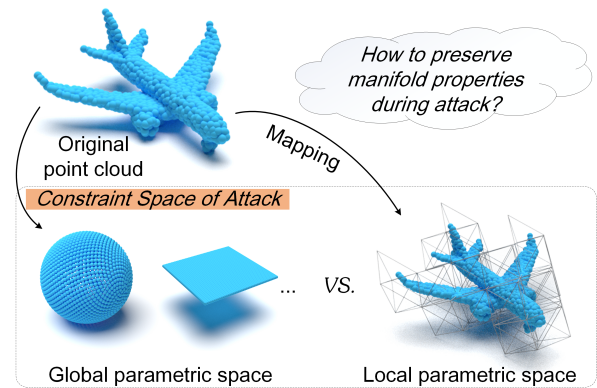 How to preserve
manifold properties
during attack?
Original
point cloud
Mapping
Constraint Space of Attack
... VS.
Global parametric space
Local parametric space